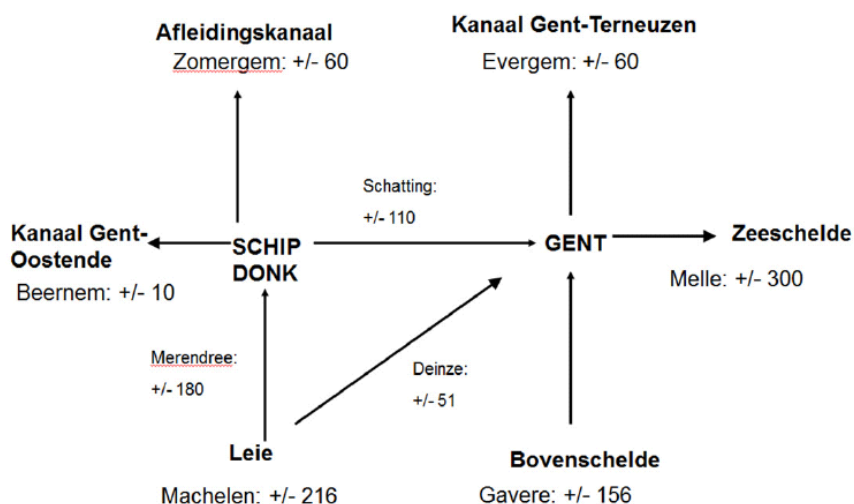 Afleidingskanaal
Zomergem: +/- 60
Kanaal Gent-Terneuzen
Evergem: +/- 60
Schatting:
+/- 110
Kanaal Gent-
Oostende
Beernem: +/- 10
SCHIP
DONK
GENT
Zeeschelde
Melle: +/- 300
Merendree:
+/- 180
Deinze:
+/- 51
Leie
Machelen: +/- 216
Bovenschelde
Gavere: +/- 156